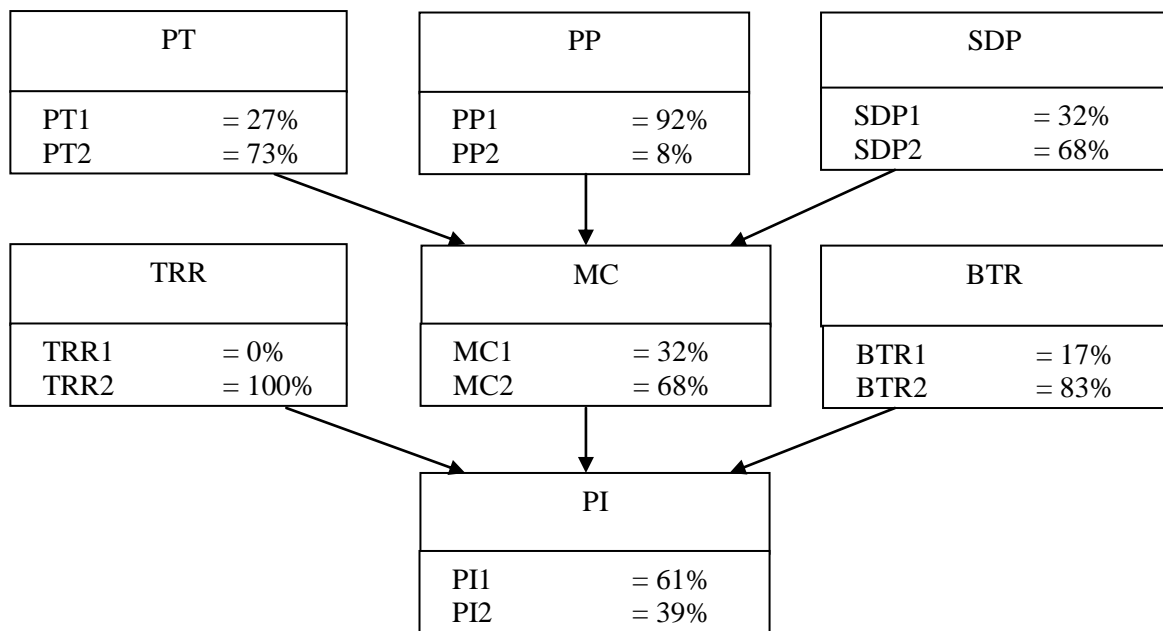 PT
PP
SDP
PT1 = 27%
PT2 = 73%
PP1 = 92%
PP2 = 8%
SDP1 = 32%
SDP2 = 68%
TRR
MC
BTR
TRR1 = 0%
TRR2 = 100%
MC1 = 32%
MC2 = 68%
BTR1 = 17%
BTR2 = 83%
PI
PI1 = 61%
PI2 = 39%